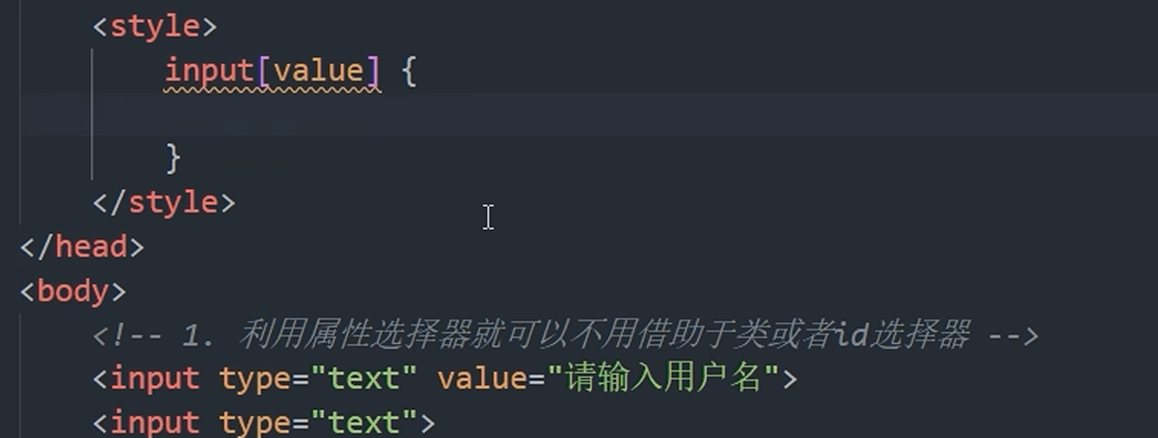 <style>
input[value] {
}
</style>
</head>
<body>
<!-- 1. 利用属性选择器就可以不用借助于类或者id选择器 -->
<input type="text" value="请输入用户名">
<input type="text">